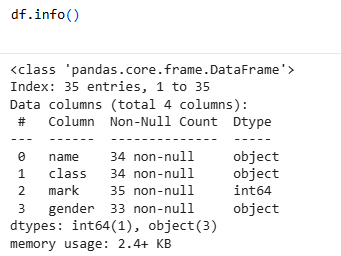 df.info()
<class 'pandas.core.frame.DataFrame'>
Index: 35 entries, 1 to 35
Data columns (total 4 columns):
 #   Column  Non-Null Count  Dtype
---  ------  --------------  -----
 0   name    34 non-null     object
 1   class   34 non-null     object
 2   mark    35 non-null     int64
 3   gender  33 non-null     object
dtypes: int64(1), object(3)
memory usage: 2.4+ KB